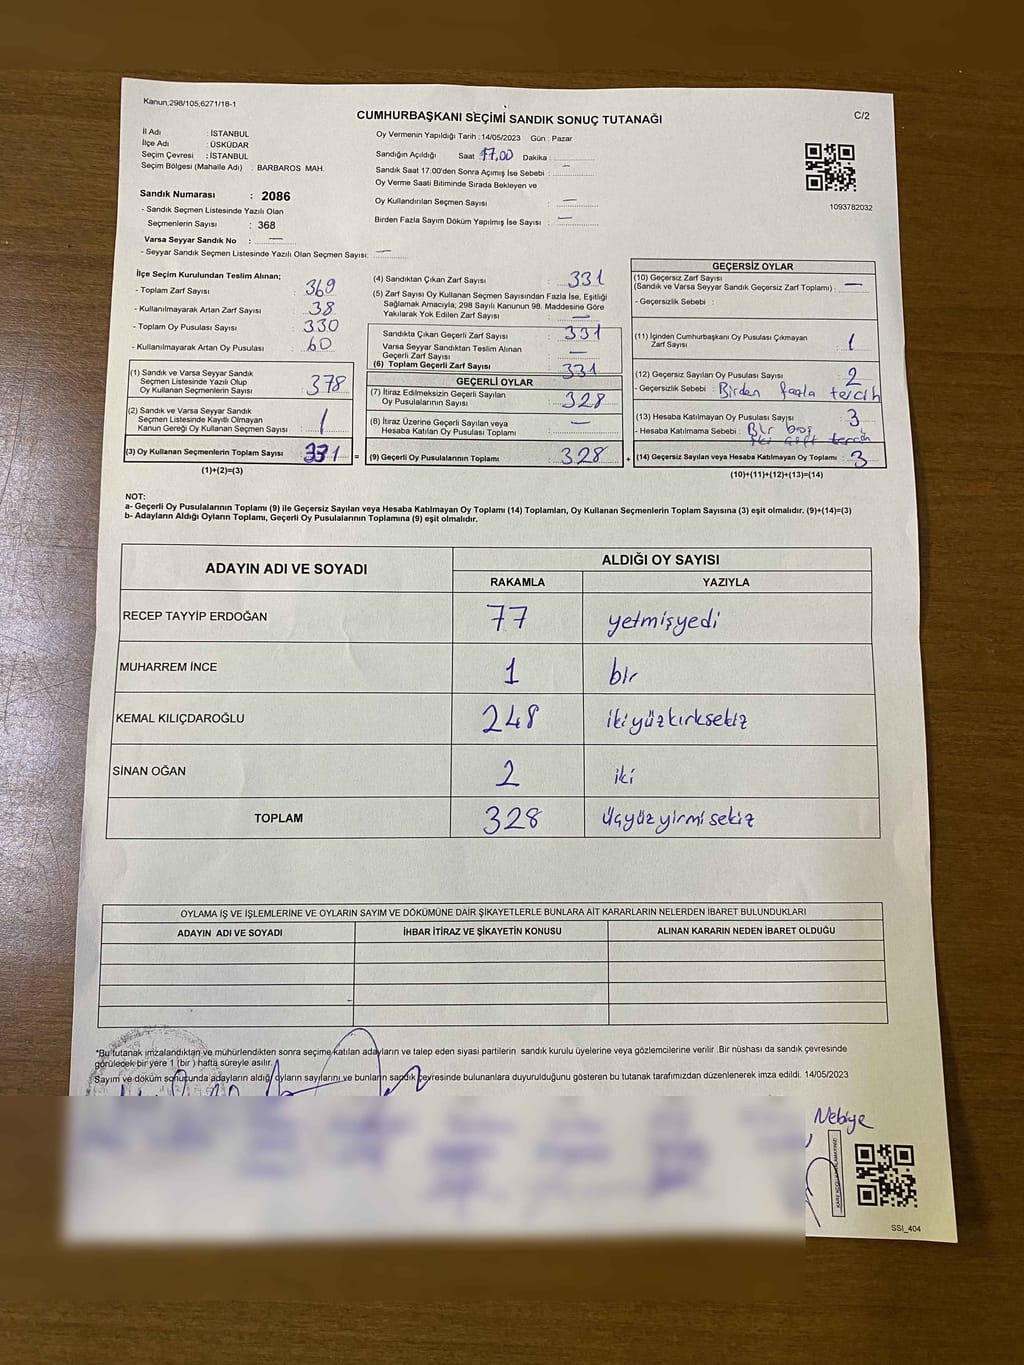 Kanun,298/105,6271/18-1
CUMHURBAŞKANI SEÇİMİ SANDIK SONUÇ TUTANAĞI
C/2
İl Adı : İSTANBUL
İlçe Adı : ÜSKÜDAR
Seçim Çevresi : İSTANBUL
Seçim Bölgesi (Mahalle Adı) : BARBAROS MAH.
Sandık Numarası : 2086
- Sandık Seçmen Listesinde Yazılı Olan
Seçmenlerin Sayısı : 368
Varsa Seyyar Sandık No : —
- Seyyar Sandık Seçmen Listesinde Yazılı Olan Seçmen Sayısı: —
Oy Vermenin Yapıldığı Tarih : 14/05/2023 Gün : Pazar
Sandığın Açıldığı Saat 17,00 Dakika :
Sandık Saat 17:00'den Sonra Açımış İse Sebebi : —
Oy Verme Saati Bitiminde Sırada Bekleyen ve
Oy Kullandırılan Seçmen Sayısı : —
Birden Fazla Sayım Döküm Yapılmış İse Sayısı : —
1093782032
İlçe Seçim Kurulundan Teslim Alınan;
- Toplam Zarf Sayısı : 369
- Kullanılmayarak Artan Zarf Sayısı : 38
- Toplam Oy Pusulası Sayısı : 330
- Kullanılmayarak Artan Oy Pusulası : 60
(1) Sandık ve Varsa Seyyar Sandık
Seçmen Listesinde Yazılı Olup
Oy Kullanan Seçmenlerin Sayısı : 378
(2) Sandık ve Varsa Seyyar Sandık
Seçmen Listesinde Kayıtlı Olmayan
Kanun Gereği Oy Kullanan Seçmen Sayısı : 1
(3) Oy Kullanan Seçmenlerin Toplam Sayısı : 331
(1)+(2)=(3)
(4) Sandıktan Çıkan Zarf Sayısı : 331
(5) Zarf Sayısı Oy Kullanan Seçmen Sayısından Fazla İse, Eşitliği
Sağlamak Amacıyla; 298 Sayılı Kanunun 98. Maddesine Göre
Yakılarak Yok Edilen Zarf Sayısı : —
Sandıkta Çıkan Geçerli Zarf Sayısı : 331
Varsa Seyyar Sandıktan Teslim Alınan
Geçerli Zarf Sayısı : —
(6) Toplam Geçerli Zarf Sayısı : 331
GEÇERLİ OYLAR
(7) İtiraz Edilmeksizin Geçerli Sayılan
Oy Pusulalarının Sayısı : 328
(8) İtiraz Üzerine Geçerli Sayılan veya
Hesaba Katılan Oy Pusulası Toplamı : —
= (9) Geçerli Oy Pusulalarının Toplamı : 328 +
GEÇERSİZ OYLAR
(10) Geçersiz Zarf Sayısı
(Sandık ve Varsa Seyyar Sandık Geçersiz Zarf Toplamı) : —
- Geçersizlik Sebebi :
(11) İçinden Cumhurbaşkanı Oy Pusulası Çıkmayan
Zarf Sayısı : 1
(12) Geçersiz Sayılan Oy Pusulası Sayısı : 2
- Geçersizlik Sebebi : Birden fazla tercih
(13) Hesaba Katılmayan Oy Pusulası Sayısı : 3
- Hesaba Katılmama Sebebi : Bir boş
iki çift tercih
(14) Geçersiz Sayılan veya Hesaba Katılmayan Oy Toplamı : 3
(10)+(11)+(12)+(13)=(14)
NOT:
a- Geçerli Oy Pusulalarının Toplamı (9) ile Geçersiz Sayılan veya Hesaba Katılmayan Oy Toplamı (14) Toplamları, Oy Kullanan Seçmenlerin Toplam Sayısına (3) eşit olmalıdır. (9)+(14)=(3)
b- Adayların Aldığı Oyların Toplamı, Geçerli Oy Pusulalarının Toplamına (9) eşit olmalıdır.
ADAYIN ADI VE SOYADI
ALDIĞI OY SAYISI
RAKAMLA YAZIYLA
RECEP TAYYİP ERDOĞAN 77 yetmişyedi
MUHARREM İNCE 1 bir
KEMAL KILIÇDAROĞLU 248 ikiyüzkırksekiz
SİNAN OĞAN 2 iki
TOPLAM 328 üçyüzyirmisekiz
OYLAMA İŞ VE İŞLEMLERİNE VE OYLARIN SAYIM VE DÖKÜMÜNE DAİR ŞİKAYETLERLE BUNLARA AİT KARARLARIN NELERDEN İBARET BULUNDUKLARI
ADAYIN ADI VE SOYADI İHBAR İTİRAZ VE ŞİKAYETİN KONUSU ALINAN KARARIN NEDEN İBARET OLDUĞU
*Bu tutanak imzalandıktan ve mühürlendikten sonra seçime katılan adayların ve talep eden siyasi partilerin sandık kurulu üyelerine veya gözlemcilerine verilir .Bir nüshası da sandık çevresinde
görülecek bir yere 1 (bir) hafta süreyle asılır.
Sayım ve döküm sonucunda adayların aldığı oyların sayılarını ve bunların sandık çevresinde bulunanlara duyurulduğunu gösteren bu tutanak tarafımızdan düzenlenerek imza edildi. 14/05/2023
Nebiye
SSI_404